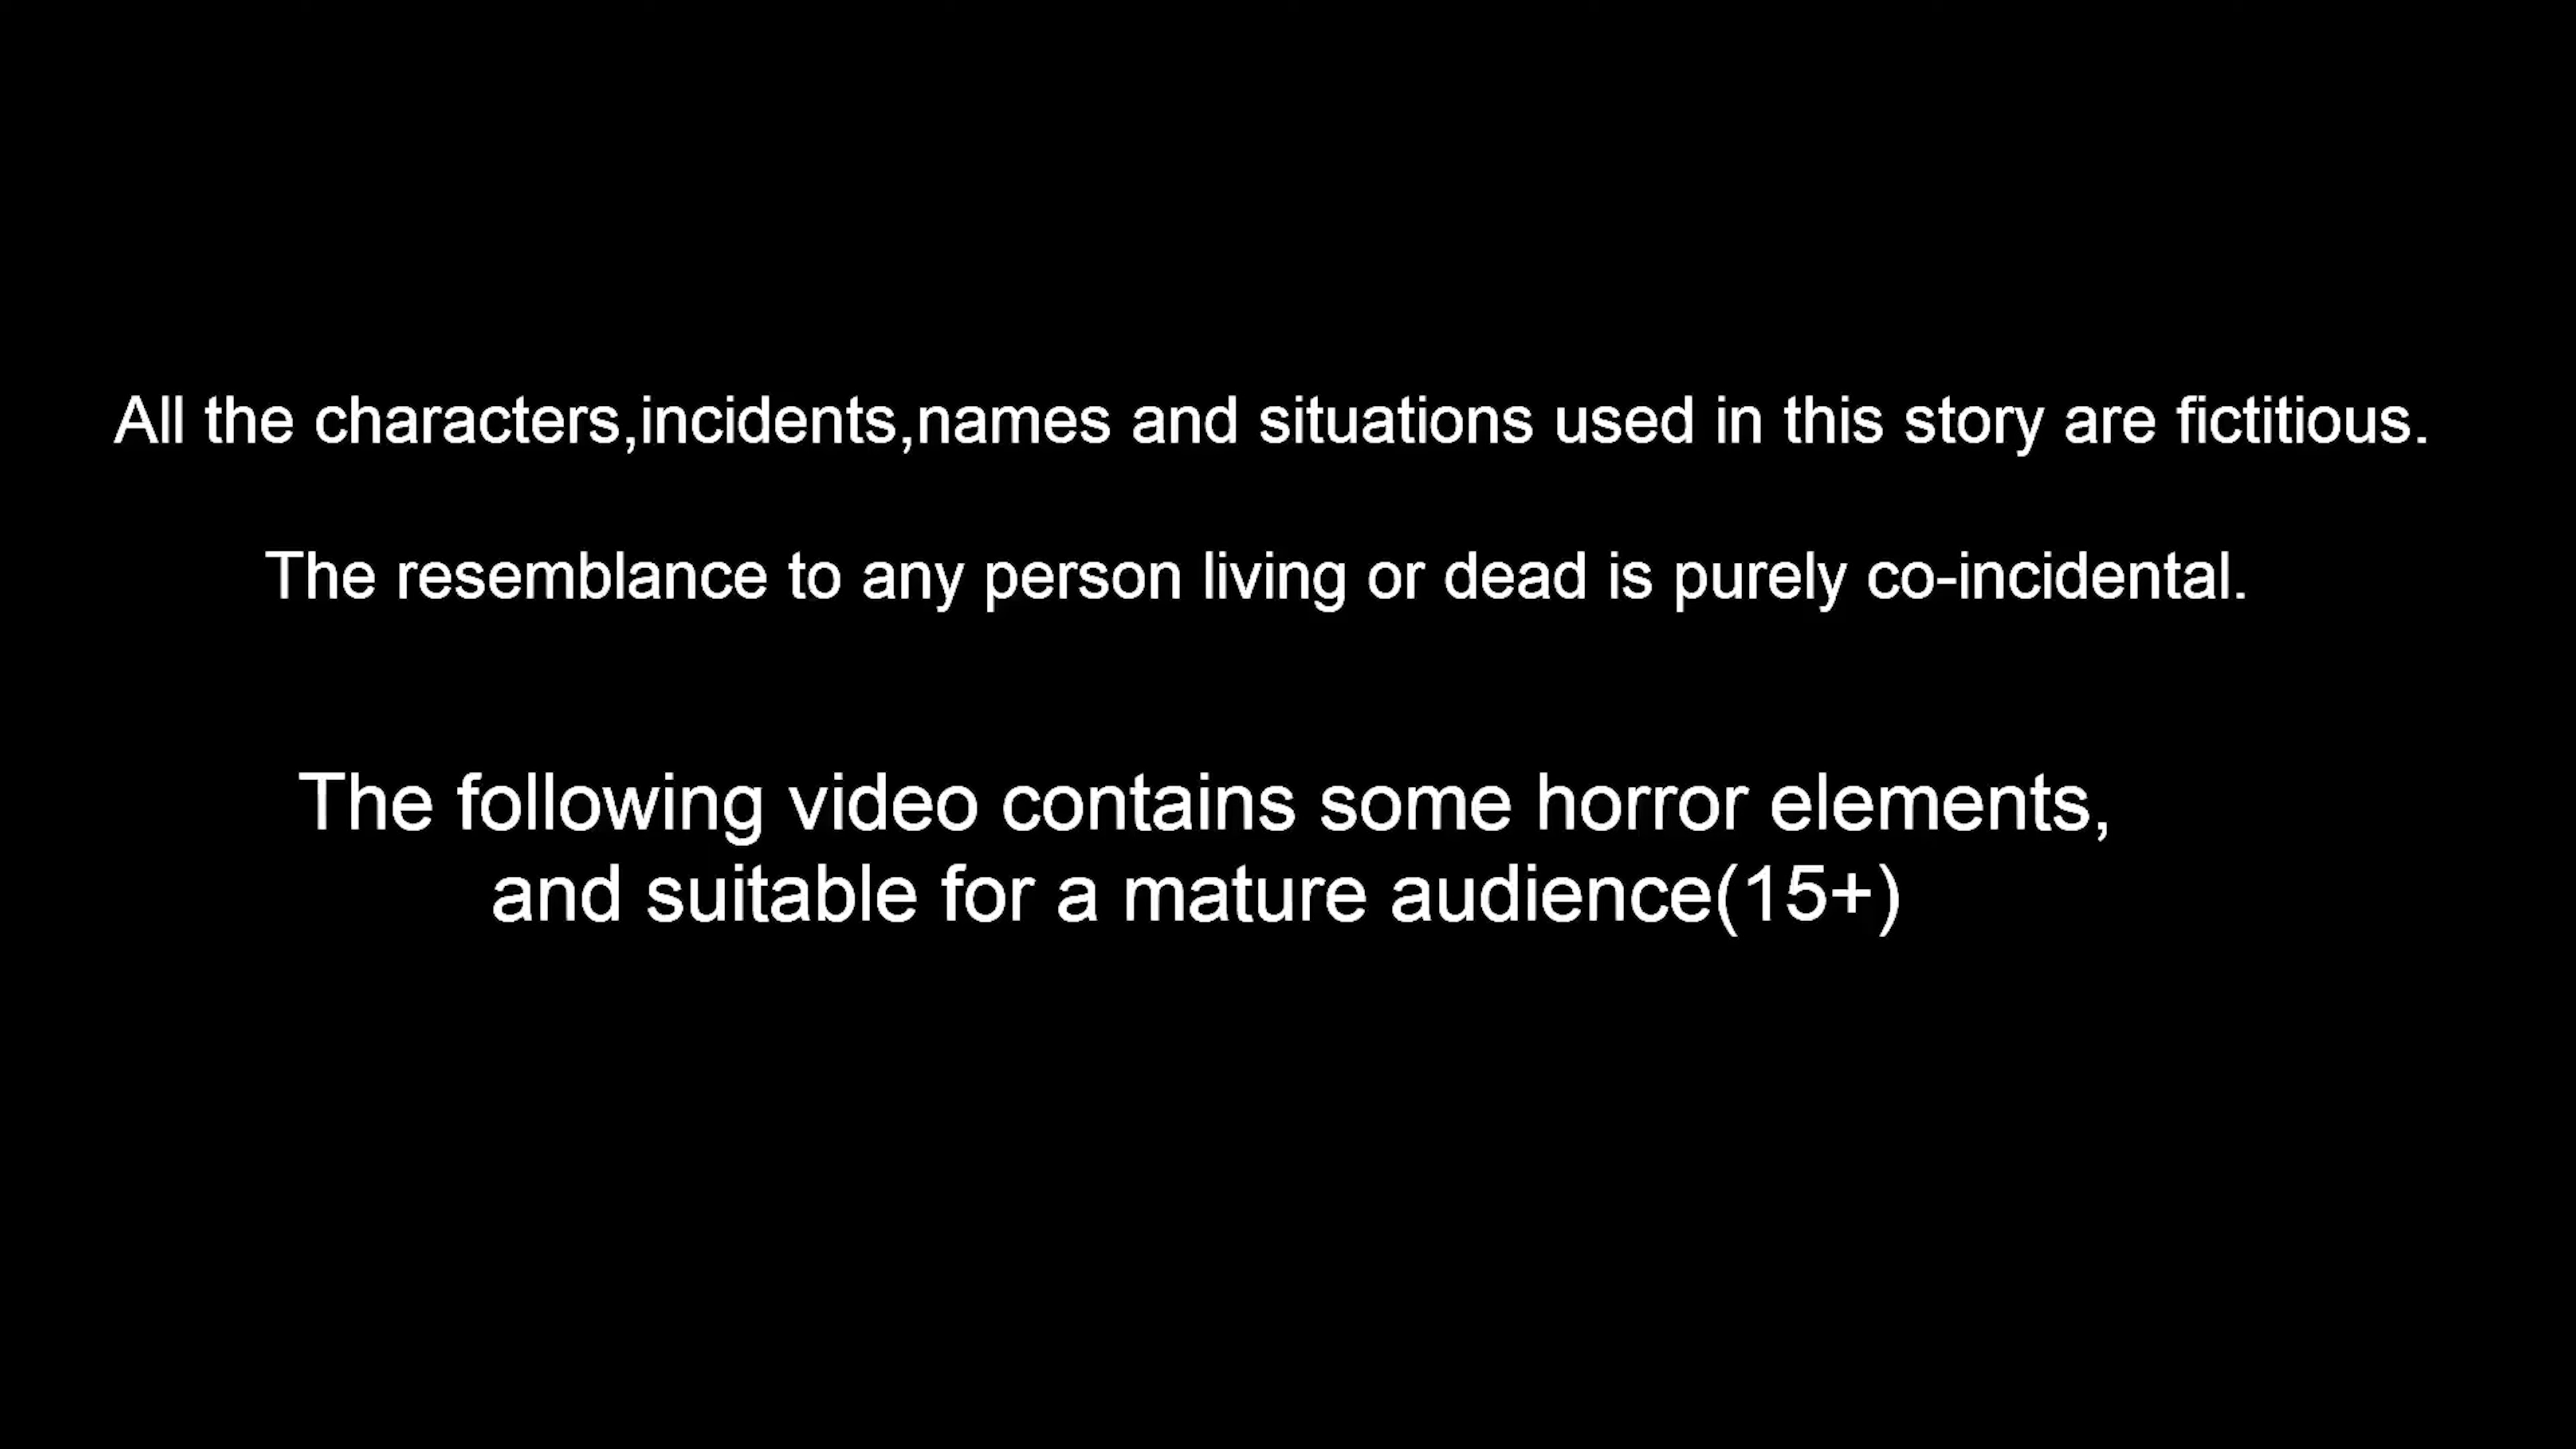 All the characters,incidents,names and situations used in this story are fictitious.
The resemblance to any person living or dead is purely co-incidental.
The following video contains some horror elements,
and suitable for a mature audience(15+)